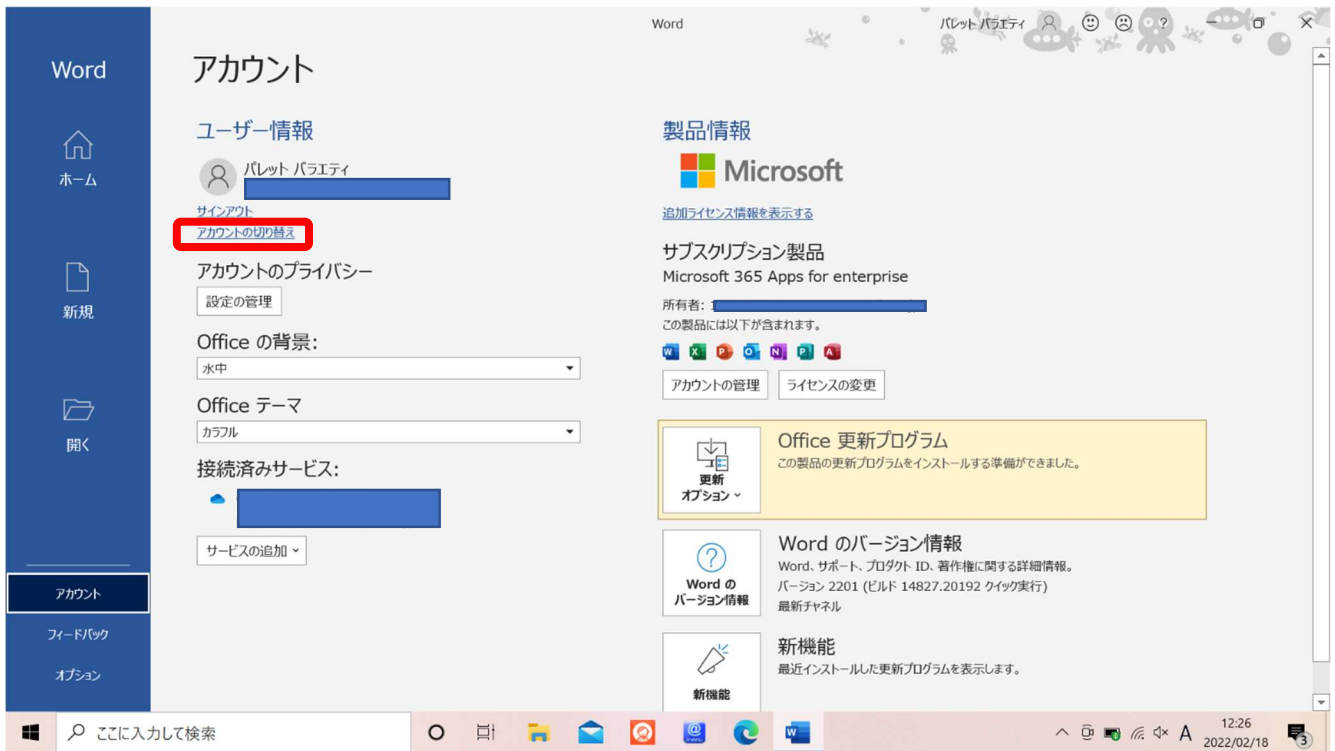 Word
パレット バラエティ
?
Word
アカウント
ホーム
新規
開く
アカウント
フィードバック
オプション
ユーザー情報
パレット バラエティ
サインアウト
アカウントの切り替え
アカウントのプライバシー
設定の管理
Office の背景:
水中
Office テーマ
カラフル
接続済みサービス:
サービスの追加
製品情報
Microsoft
追加ライセンス情報を表示する
サブスクリプション製品
Microsoft 365 Apps for enterprise
所有者:
この製品には以下が含まれます。
アカウントの管理
ライセンスの変更
更新
オプション
Office 更新プログラム
この製品の更新プログラムをインストールする準備ができました。
Word の
バージョン情報
Word のバージョン情報
Word、サポート、プロダクト ID、著作権に関する詳細情報。
バージョン 2201 (ビルド 14827.20192 クイック実行)
最新チャネル
新機能
新機能
最近インストールした更新プログラムを表示します。
ここに入力して検索
A
12:26
2022/02/18
3